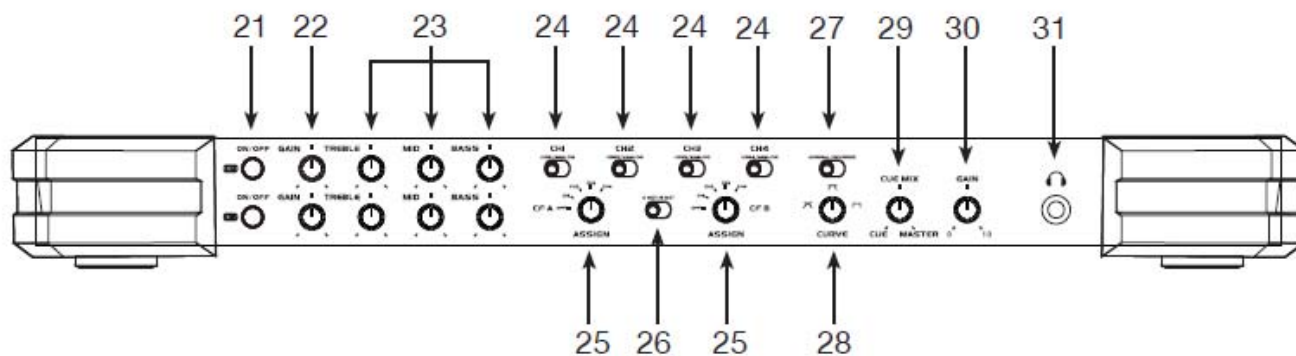 21 22 23 24 24 24 24 27 29 30 31
ON/OFF GAIN TREBLE MID BASS CH1 CH2 CH3 CH4
CUE MIX GAIN
ON/OFF GAIN TREBLE MID BASS
CF A CF B
ASSIGN ASSIGN CURVE CUE MASTER 0 10
25 26 25 28